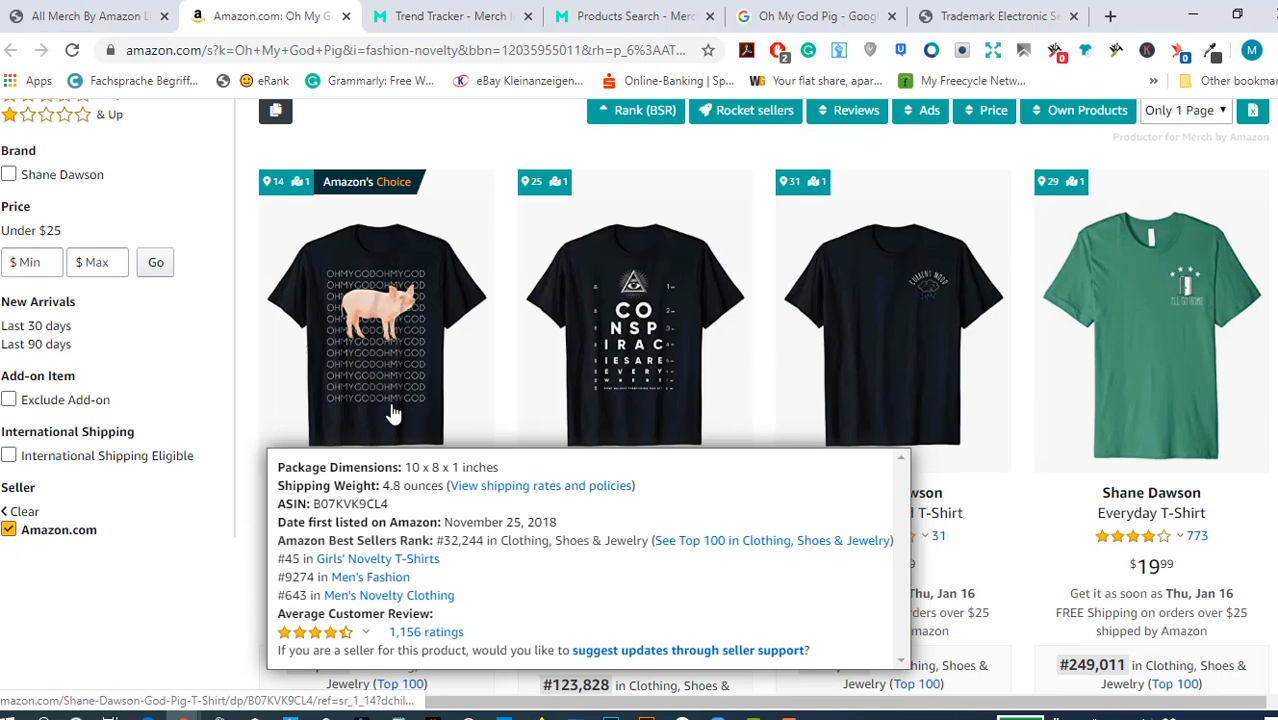 All Merch By Amazon L
Amazon.com: Oh My G
Trend Tracker - Merch I
Products Search - Merc
Oh My God Pig - Googl
Trademark Electronic Se
amazon.com/s?k=Oh+My+God+Pig&i=fashion-novelty&bbn=12035955011&rh=p_6%3AAT...
Apps
Fachsprache Begriff...
eRank
Grammarly: Free W...
eBay Kleinanzeigen...
Online-Banking | Sp...
Your flat share, apar...
My Freecycle Netw...
Other bookmar
& Up
Rank (BSR)
Rocket sellers
Reviews
Ads
Price
Own Products
Only 1 Page
Productor for Merch by Amazon
Brand
Shane Dawson
Price
Under $25
$ Min
$ Max
Go
New Arrivals
Last 30 days
Last 90 days
Add-on Item
Exclude Add-on
International Shipping
International Shipping Eligible
Seller
Clear
Amazon.com
14 1 Amazon's Choice
25 1
31 1
29 1
OHMYGODOHMYGOD
OHMYGODOHMYGOD
OHMYGODOHMYGOD
OHMYGODOHMYGOD
OHMYGODOHMYGOD
OHMYGODOHMYGOD
OHMYGODOHMYGOD
OHMYGODOHMYGOD
OHMYGODOHMYGOD
OHMYGODOHMYGOD
CO
NSP
IRAC
IESARE
EVERY
WHERE
CURRENT MOOD
Package Dimensions: 10 x 8 x 1 inches
Shipping Weight: 4.8 ounces (View shipping rates and policies)
ASIN: B07KVK9CL4
Date first listed on Amazon: November 25, 2018
Amazon Best Sellers Rank: #32,244 in Clothing, Shoes & Jewelry (See Top 100 in Clothing, Shoes & Jewelry)
#45 in Girls' Novelty T-Shirts
#9274 in Men's Fashion
#643 in Men's Novelty Clothing
Average Customer Review:
1,156 ratings
If you are a seller for this product, would you like to suggest updates through seller support?
wson
T-Shirt
31
Thu, Jan 16
orders over $25
Shane Dawson
Everyday T-Shirt
773
$19.99
Get it as soon as Thu, Jan 16
FREE Shipping on orders over $25
shipped by Amazon
Jewelry (Top 100)
#123,828 in Clothing, Shoes &
Jewelry (Top 100)
#249,011 in Clothing, Shoes &
Jewelry (Top 100)
amazon.com/Shane-Dawson-God-Pig-T-Shirt/dp/B07KVK9CL4/ref=sr_1_14?dchil...